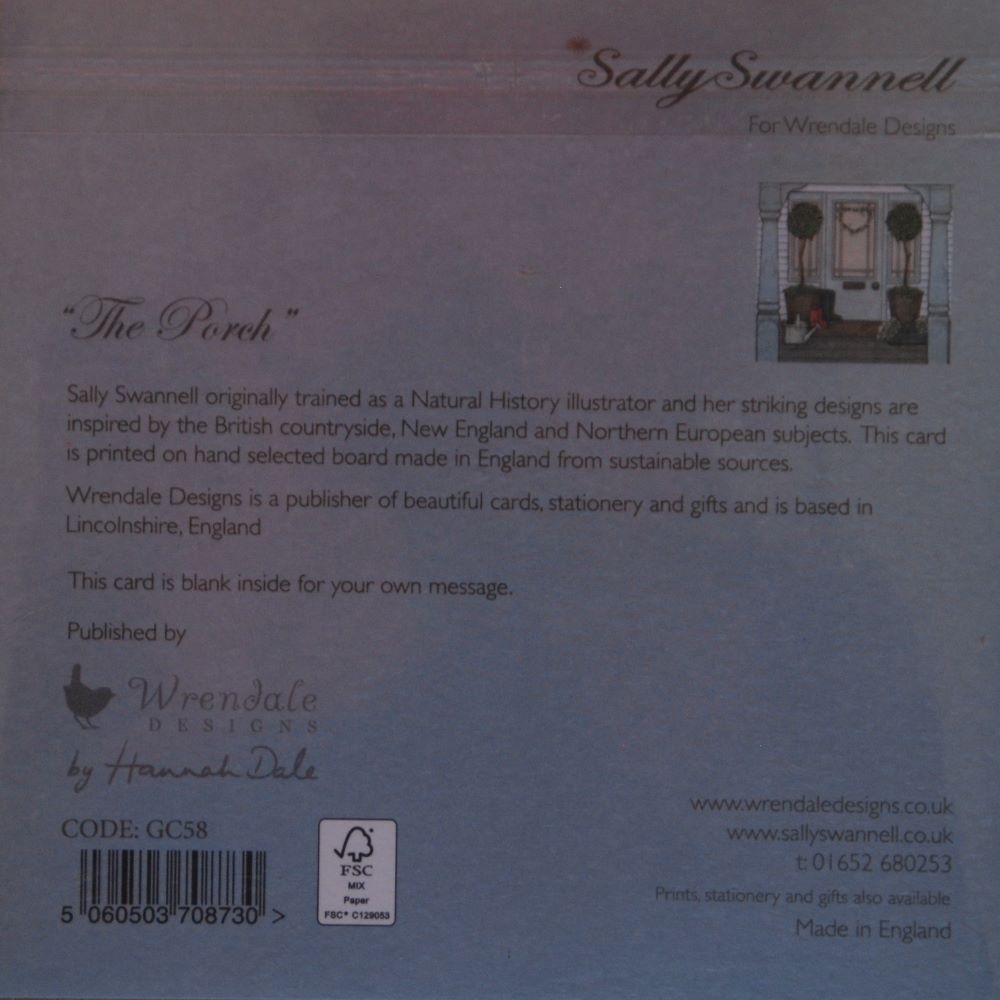 Sally Swannell
For Wrendale Designs
"The Porch"
Sally Swannell originally trained as a Natural History illustrator and her striking designs are
inspired by the British countryside, New England and Northern European subjects. This card
is printed on hand selected board made in England from sustainable sources.
Wrendale Designs is a publisher of beautiful cards, stationery and gifts and is based in
Lincolnshire, England
This card is blank inside for your own message.
Published by
Wrendale
DESIGNS
by Hannah Dale
CODE: GC58
5 060503 708730 >
FSC
MIX
Paper
FSC® C129053
www.wrendaledesigns.co.uk
www.sallyswannell.co.uk
t: 01652 680253
Prints, stationery and gifts also available
Made in England